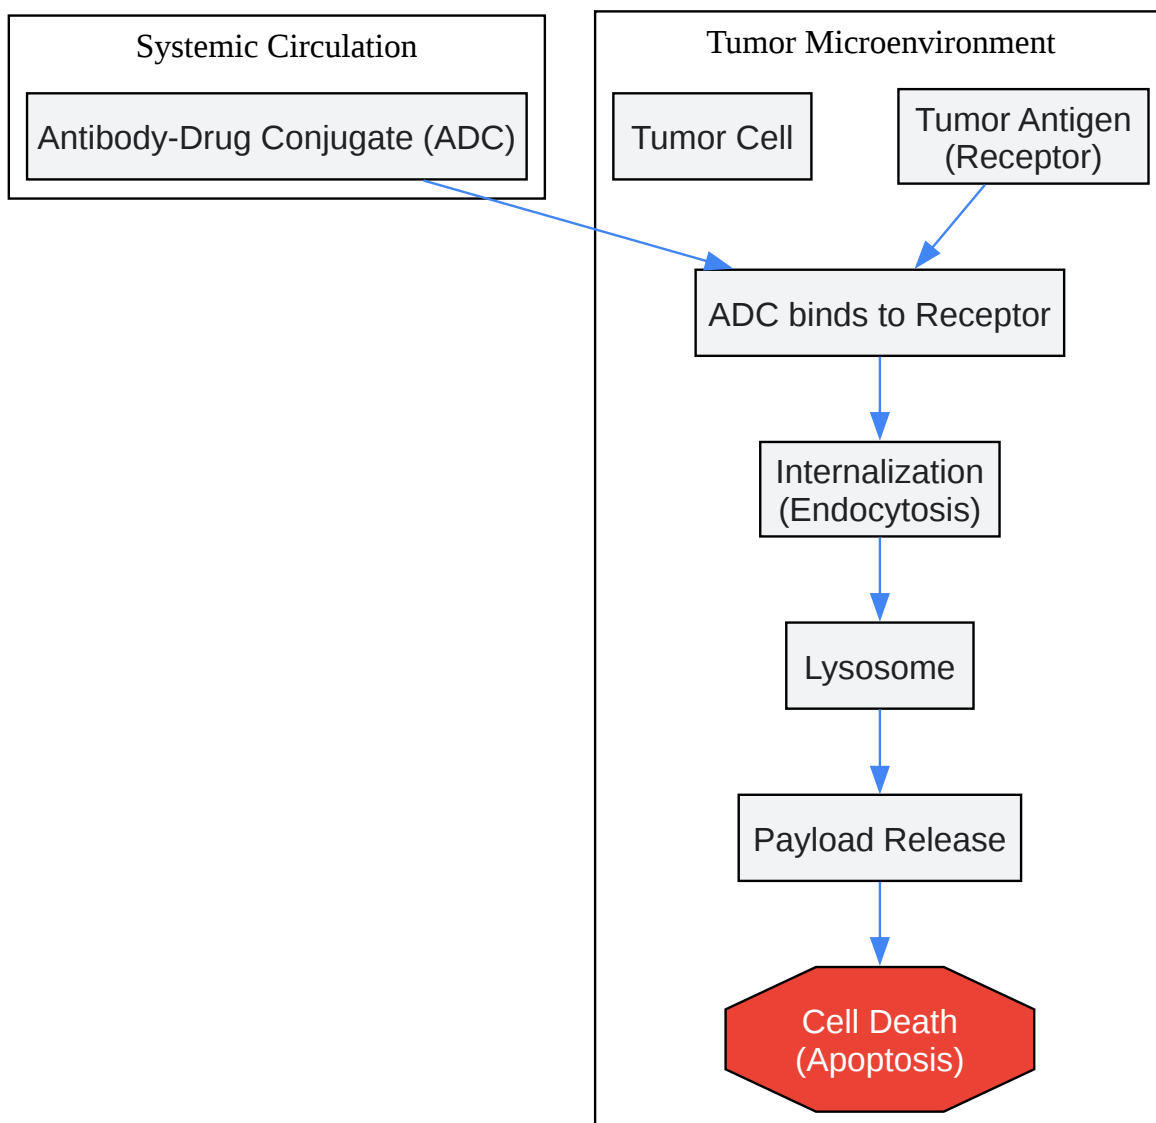 Systemic Circulation
Antibody-Drug Conjugate (ADC)
Tumor Microenvironment
Tumor Cell
Tumor Antigen
(Receptor)
ADC binds to Receptor
Internalization
(Endocytosis)
Lysosome
Payload Release
Cell Death
(Apoptosis)